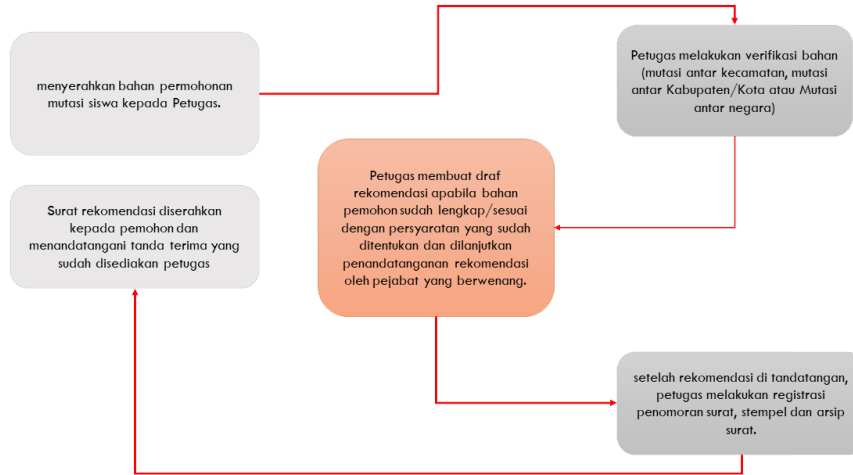 menyerahkan bahan permohonan
mutasi siswa kepada Petugas.
Petugas melakukan verifikasi bahan
(mutasi antar kecamatan, mutasi
antar Kabupaten/Kota atau Mutasi
antar negara)
Petugas membuat draf
rekomendasi apabila bahan
pemohon sudah lengkap/sesuai
dengan persyaratan yang sudah
ditentukan dan dilanjutkan
penandatanganan rekomendasi
oleh pejabat yang berwenang.
setelah rekomendasi di tandatangan,
petugas melakukan registrasi
penomoran surat, stempel dan arsip
surat.
Surat rekomendasi diserahkan
kepada pemohon dan
menandatangani tanda terima yang
sudah disediakan petugas